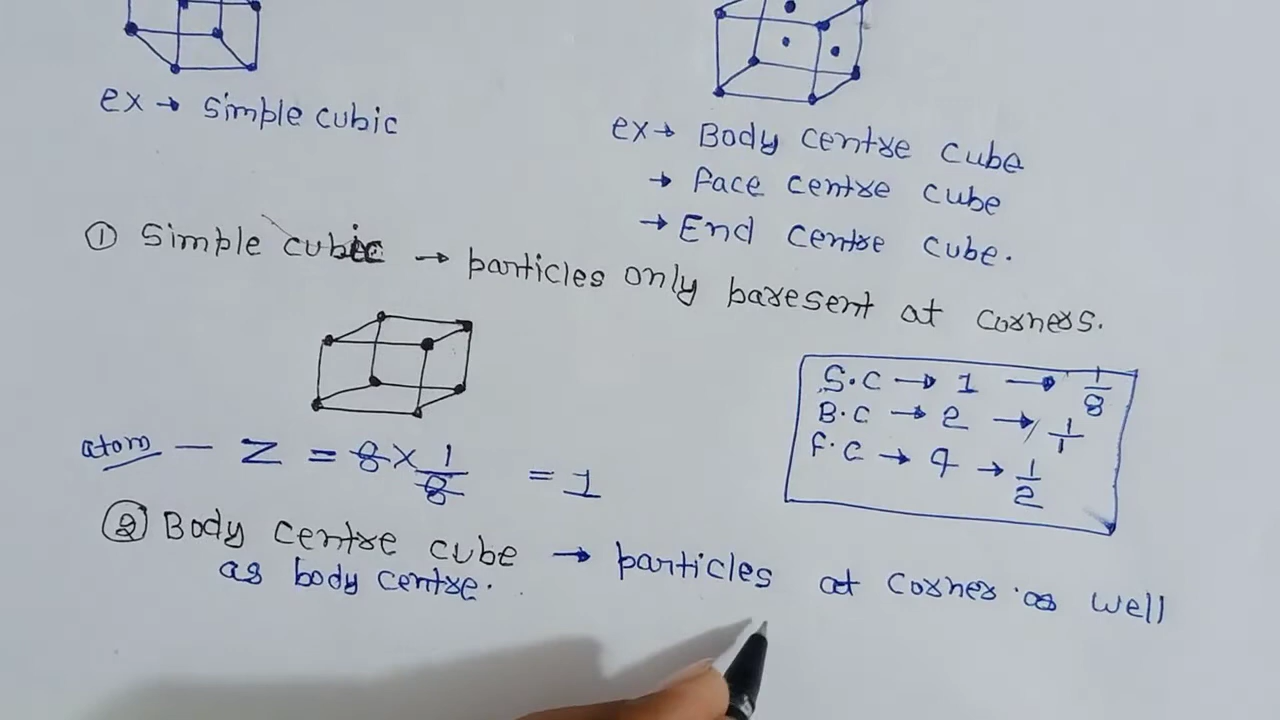 ex → simple cubic
ex → Body centre cube
→ face centre cube
→ End centre cube.
① Simple cubic → particles only paresent at corners.
S.C → 1 → 1/8
B.C → 2 → 1/1
F.C → 4 → 1/2
atom — Z = 8 × 1/8 = 1
② Body centre cube → particles at corner as well
as body centre.